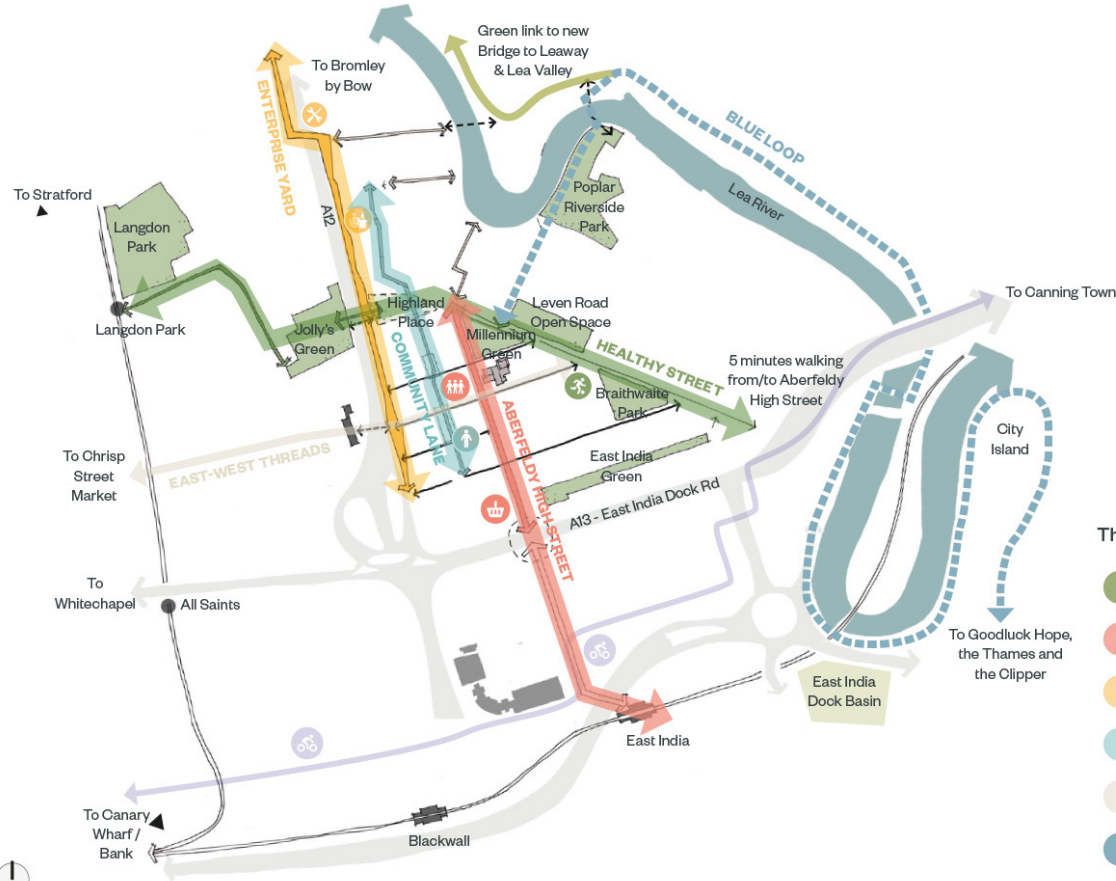 Green link to new
Bridge to Leaway
& Lea Valley
To Bromley
by Bow
ENTERPRISE YARD
BLUE LOOP
To Stratford
A12
Poplar
Riverside
Park
Lea River
Langdon
Park
To Canning Town
Highland
Place
Leven Road
Open Space
Langdon Park
Jolly's
Green
Millennium
Green
COMMUNITY LANE
HEALTHY STREET
5 minutes walking
from/to Aberfeldy
High Street
Braithwaite
Park
ABERFELDY HIGH STREET
City
Island
To Chrisp
Street
Market
EAST-WEST THREADS
East India
Green
A13 - East India Dock Rd
Th
To
Whitechapel
All Saints
To Goodluck Hope,
the Thames and
the Clipper
East India
Dock Basin
East India
To Canary
Wharf /
Bank
Blackwall